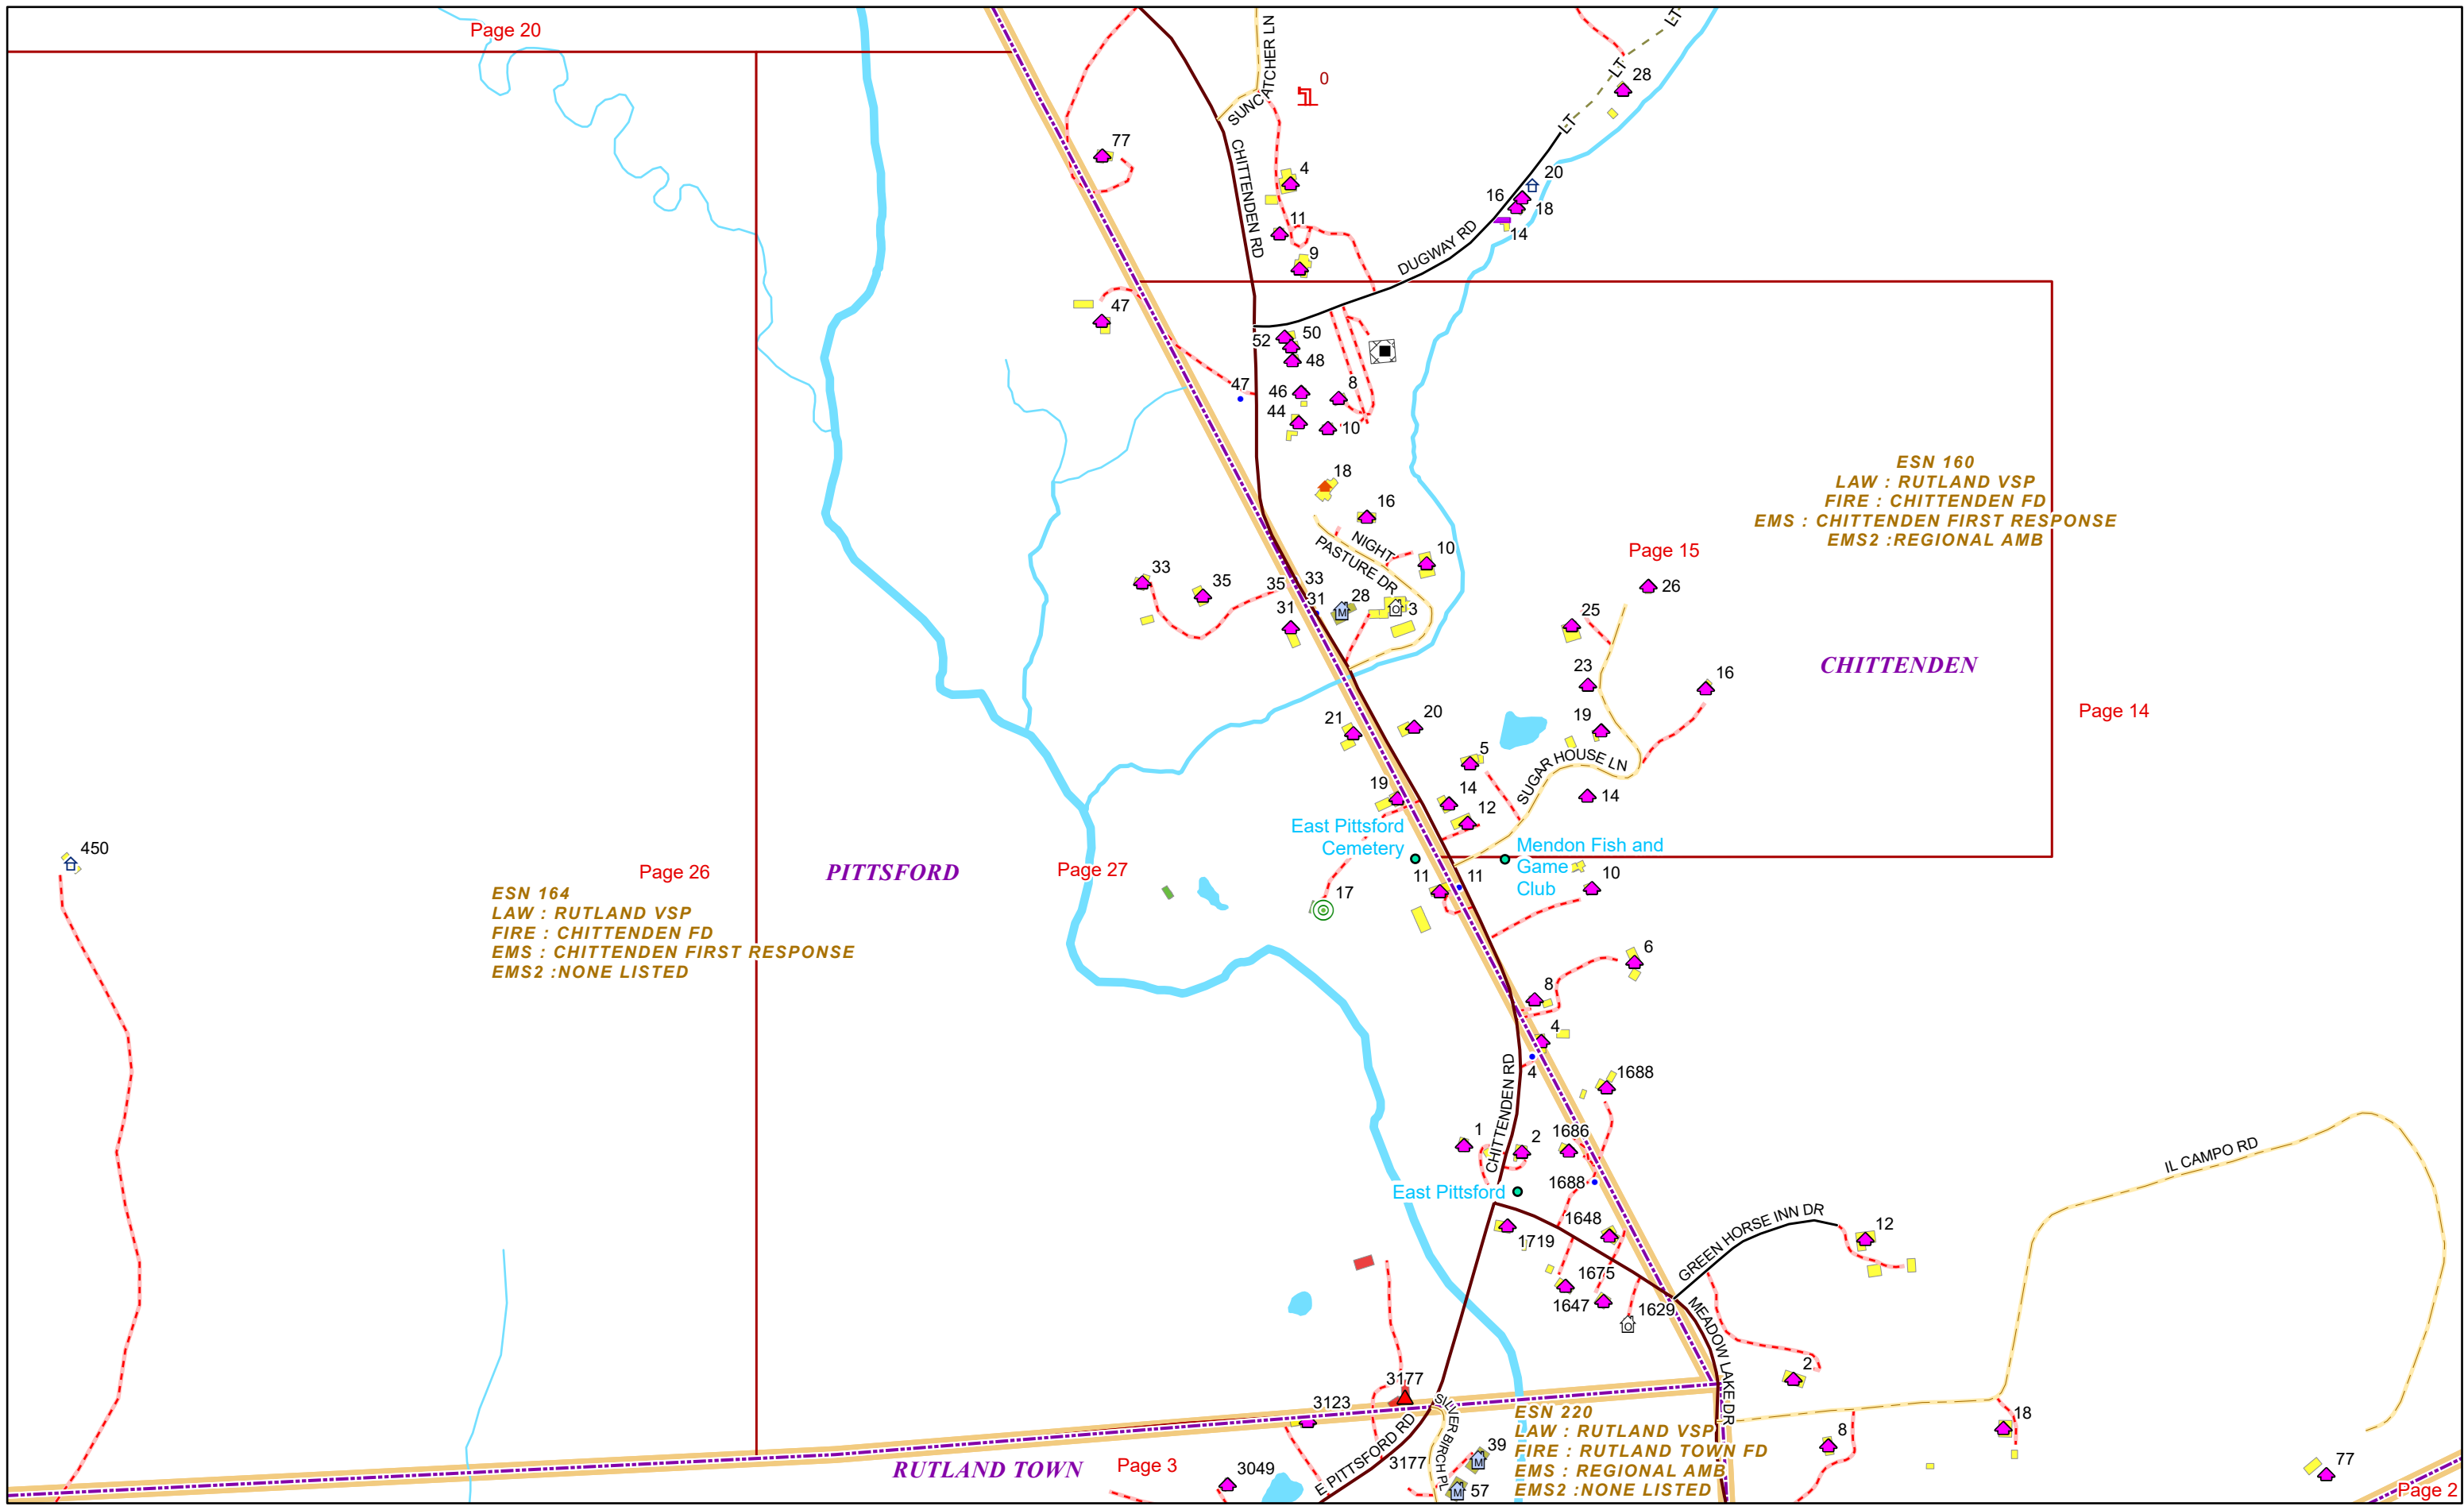 Page 20
SUNCATCHER LN
0
LT
LT
LT
28
77
4
CHITTENDEN RD
20
16
18
14
11
9
DUGWAY RD
47
52
50
48
47
46
8
44
10
18
16
ESN 160
LAW : RUTLAND VSP
FIRE : CHITTENDEN FD
EMS : CHITTENDEN FIRST RESPONSE
EMS2 :REGIONAL AMB
NIGHT
PASTURE DR
10
Page 15
33
35
35
33
31
31
28
M
O
3
26
25
CHITTENDEN
23
16
21
20
19
Page 14
5
SUGAR HOUSE LN
19
14
12
14
East Pittsford
Cemetery
Mendon Fish and
Game
Club
450
Page 26
PITTSFORD
Page 27
11
11
10
17
ESN 164
LAW : RUTLAND VSP
FIRE : CHITTENDEN FD
EMS : CHITTENDEN FIRST RESPONSE
EMS2 :NONE LISTED
6
8
4
4
CHITTENDEN RD
1688
1
2
1686
1688
East Pittsford
IL CAMPO RD
1648
1719
GREEN HORSE INN DR
12
1675
1647
1629
O
MEADOW LAKE DR
2
3177
3123
SILVER BIRCH PL
E PITTSFORD RD
ESN 220
LAW : RUTLAND VSP
FIRE : RUTLAND TOWN FD
EMS : REGIONAL AMB
EMS2 :NONE LISTED
18
8
39
M
3177
RUTLAND TOWN
Page 3
3049
57
M
77
Page 2